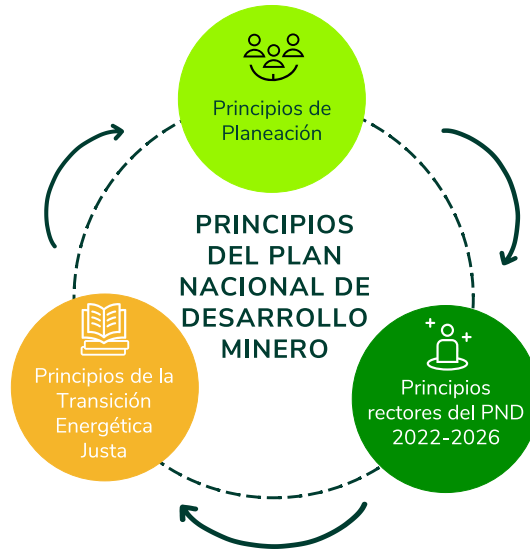 Principios de
Planeación
PRINCIPIOS
DEL PLAN
NACIONAL DE
DESARROLLO
MINERO
Principios
rectores del PND
2022-2026
Principios de la
Transición
Energética
Justa